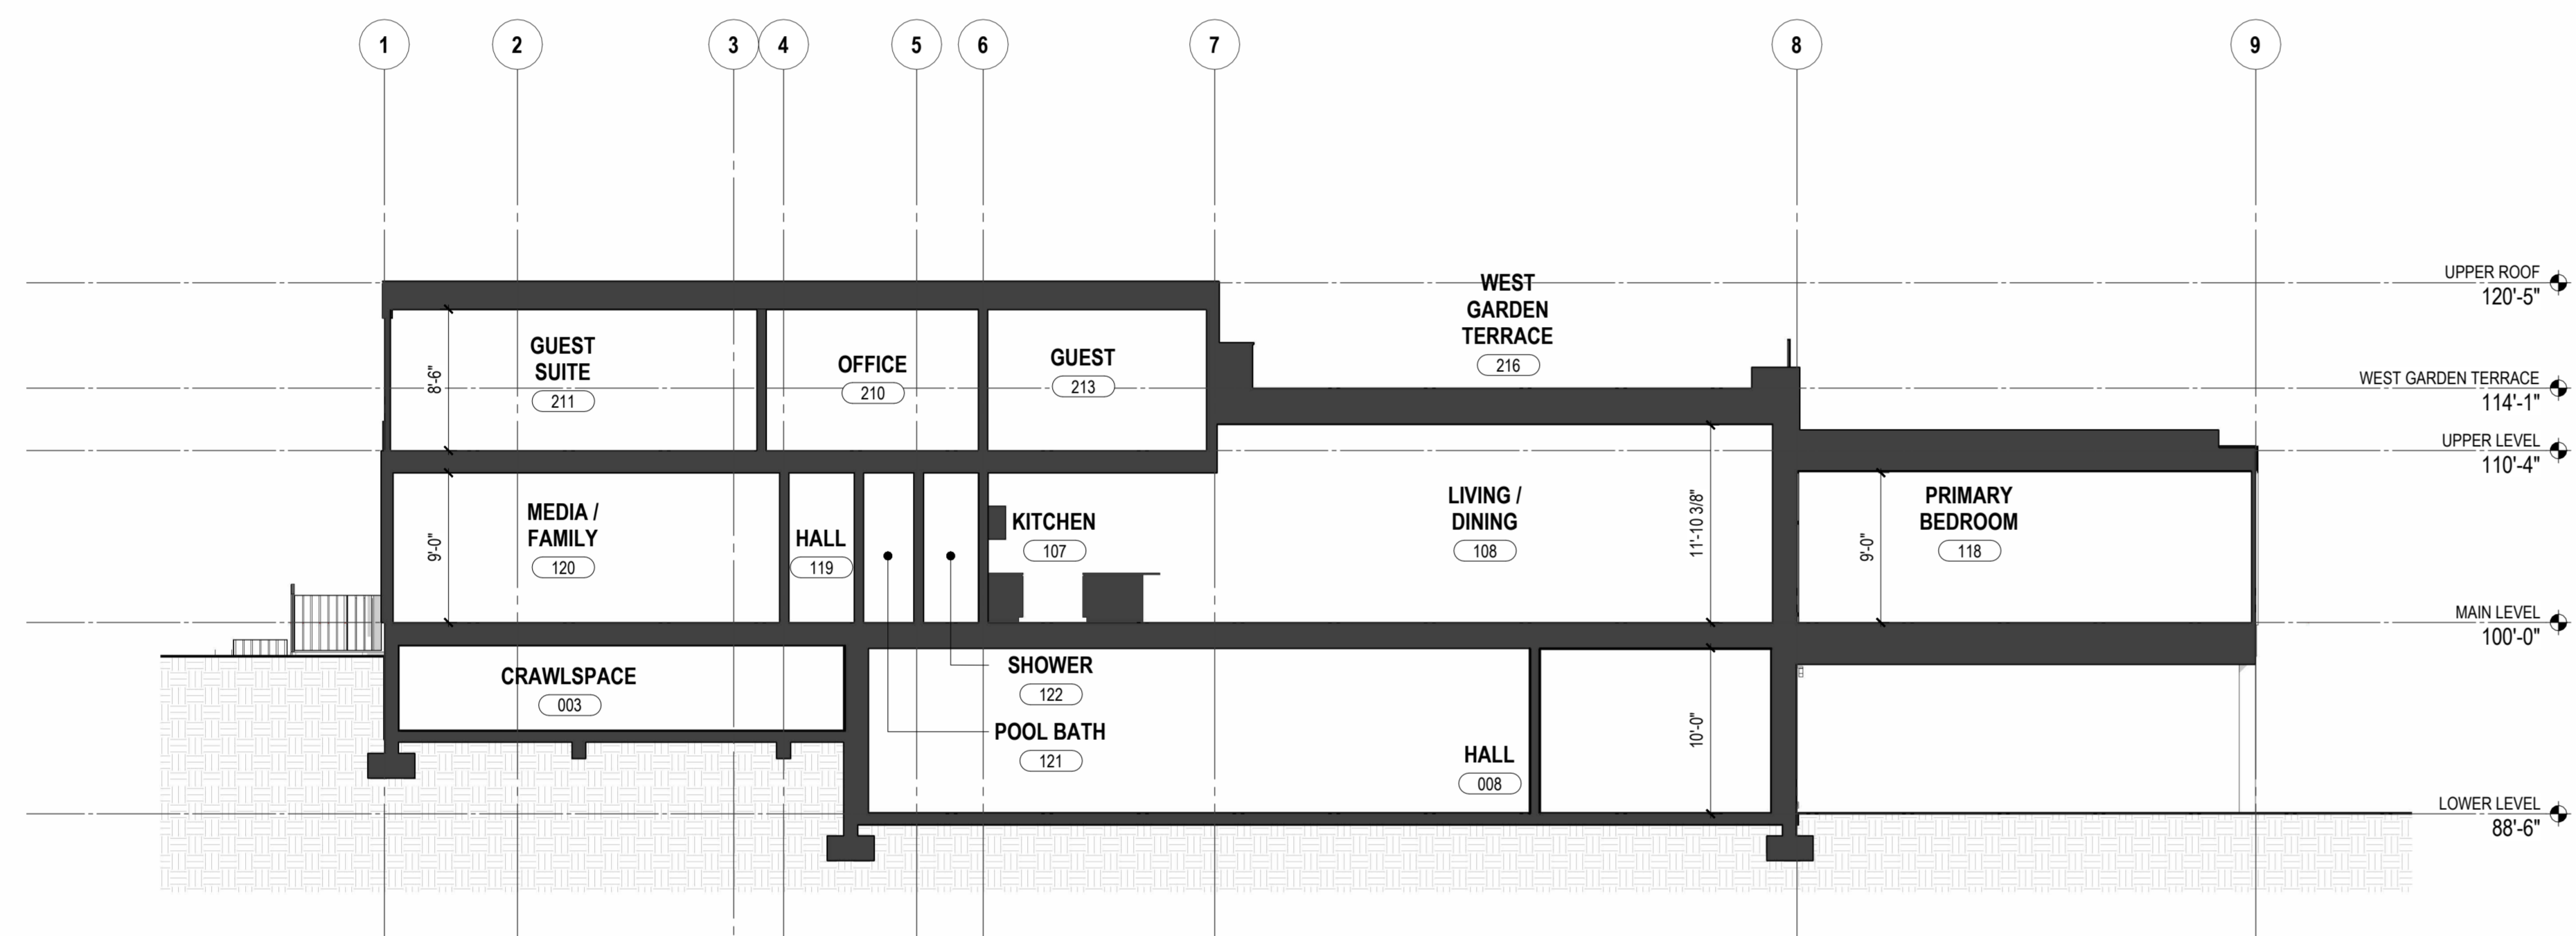 1
2
3
4
5
6
7
8
9
UPPER ROOF
120'-5"
WEST
GARDEN
TERRACE
216
GUEST
SUITE
211
8'-6"
OFFICE
210
GUEST
213
WEST GARDEN TERRACE
114'-1"
UPPER LEVEL
110'-4"
MEDIA /
FAMILY
120
9'-0"
HALL
119
KITCHEN
107
LIVING /
DINING
108
11'-10 3/8"
PRIMARY
BEDROOM
118
9'-0"
MAIN LEVEL
100'-0"
CRAWLSPACE
003
SHOWER
122
POOL BATH
121
HALL
008
10'-0"
LOWER LEVEL
88'-6"